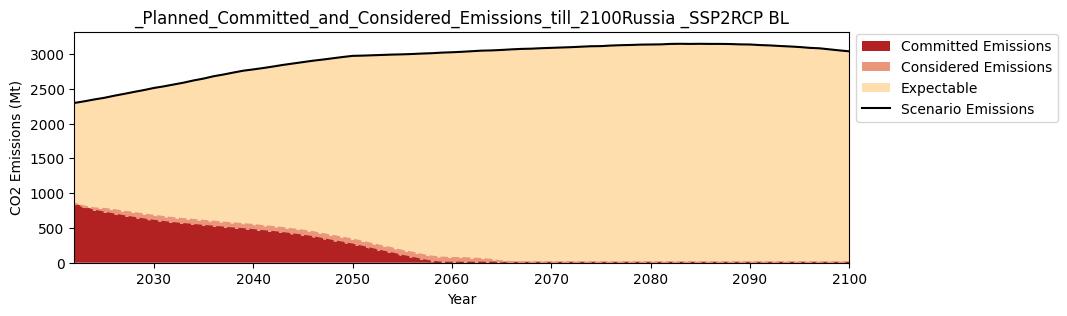 _Planned_Committed_and_Considered_Emissions_till_2100Russia _SSP2RCP BL
Committed Emissions
Considered Emissions
Expectable
Scenario Emissions
CO2 Emissions (Mt)
3000
2500
2000
1500
1000
500
0
2030 2040 2050 2060 2070 2080 2090 2100
Year